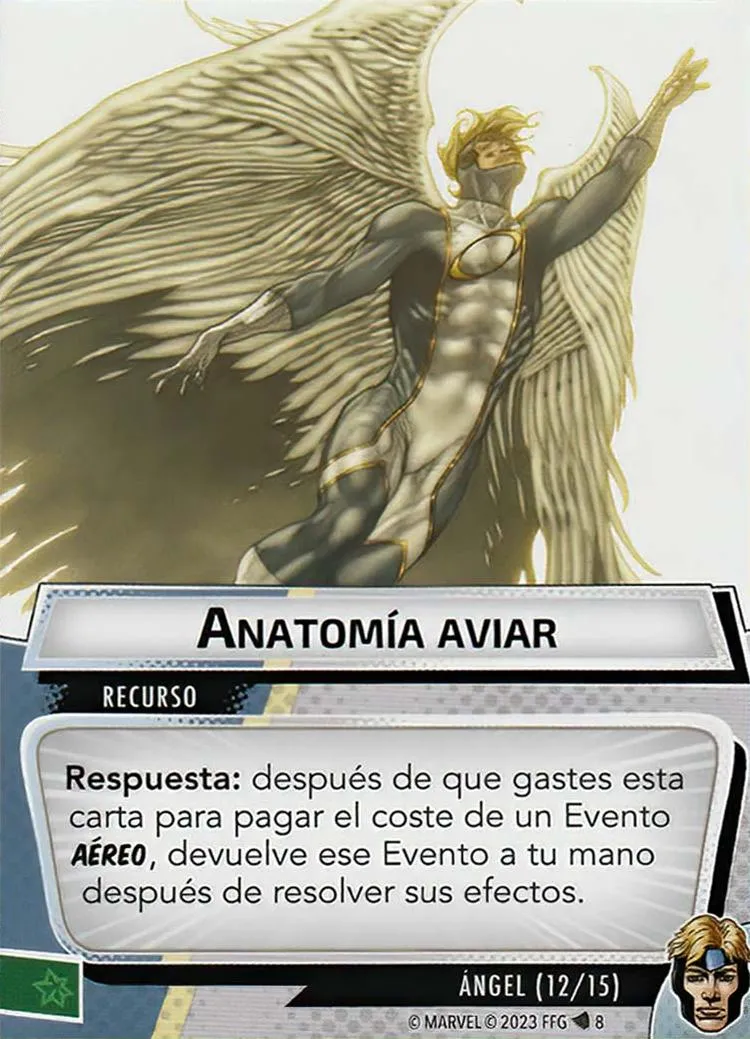 ANATOMÍA AVIAR
RECURSO
Respuesta: después de que gastes esta
carta para pagar el coste de un Evento
AÉREO, devuelve ese Evento a tu mano
después de resolver sus efectos.
ÁNGEL (12/15)
© MARVEL © 2023 FFG 8